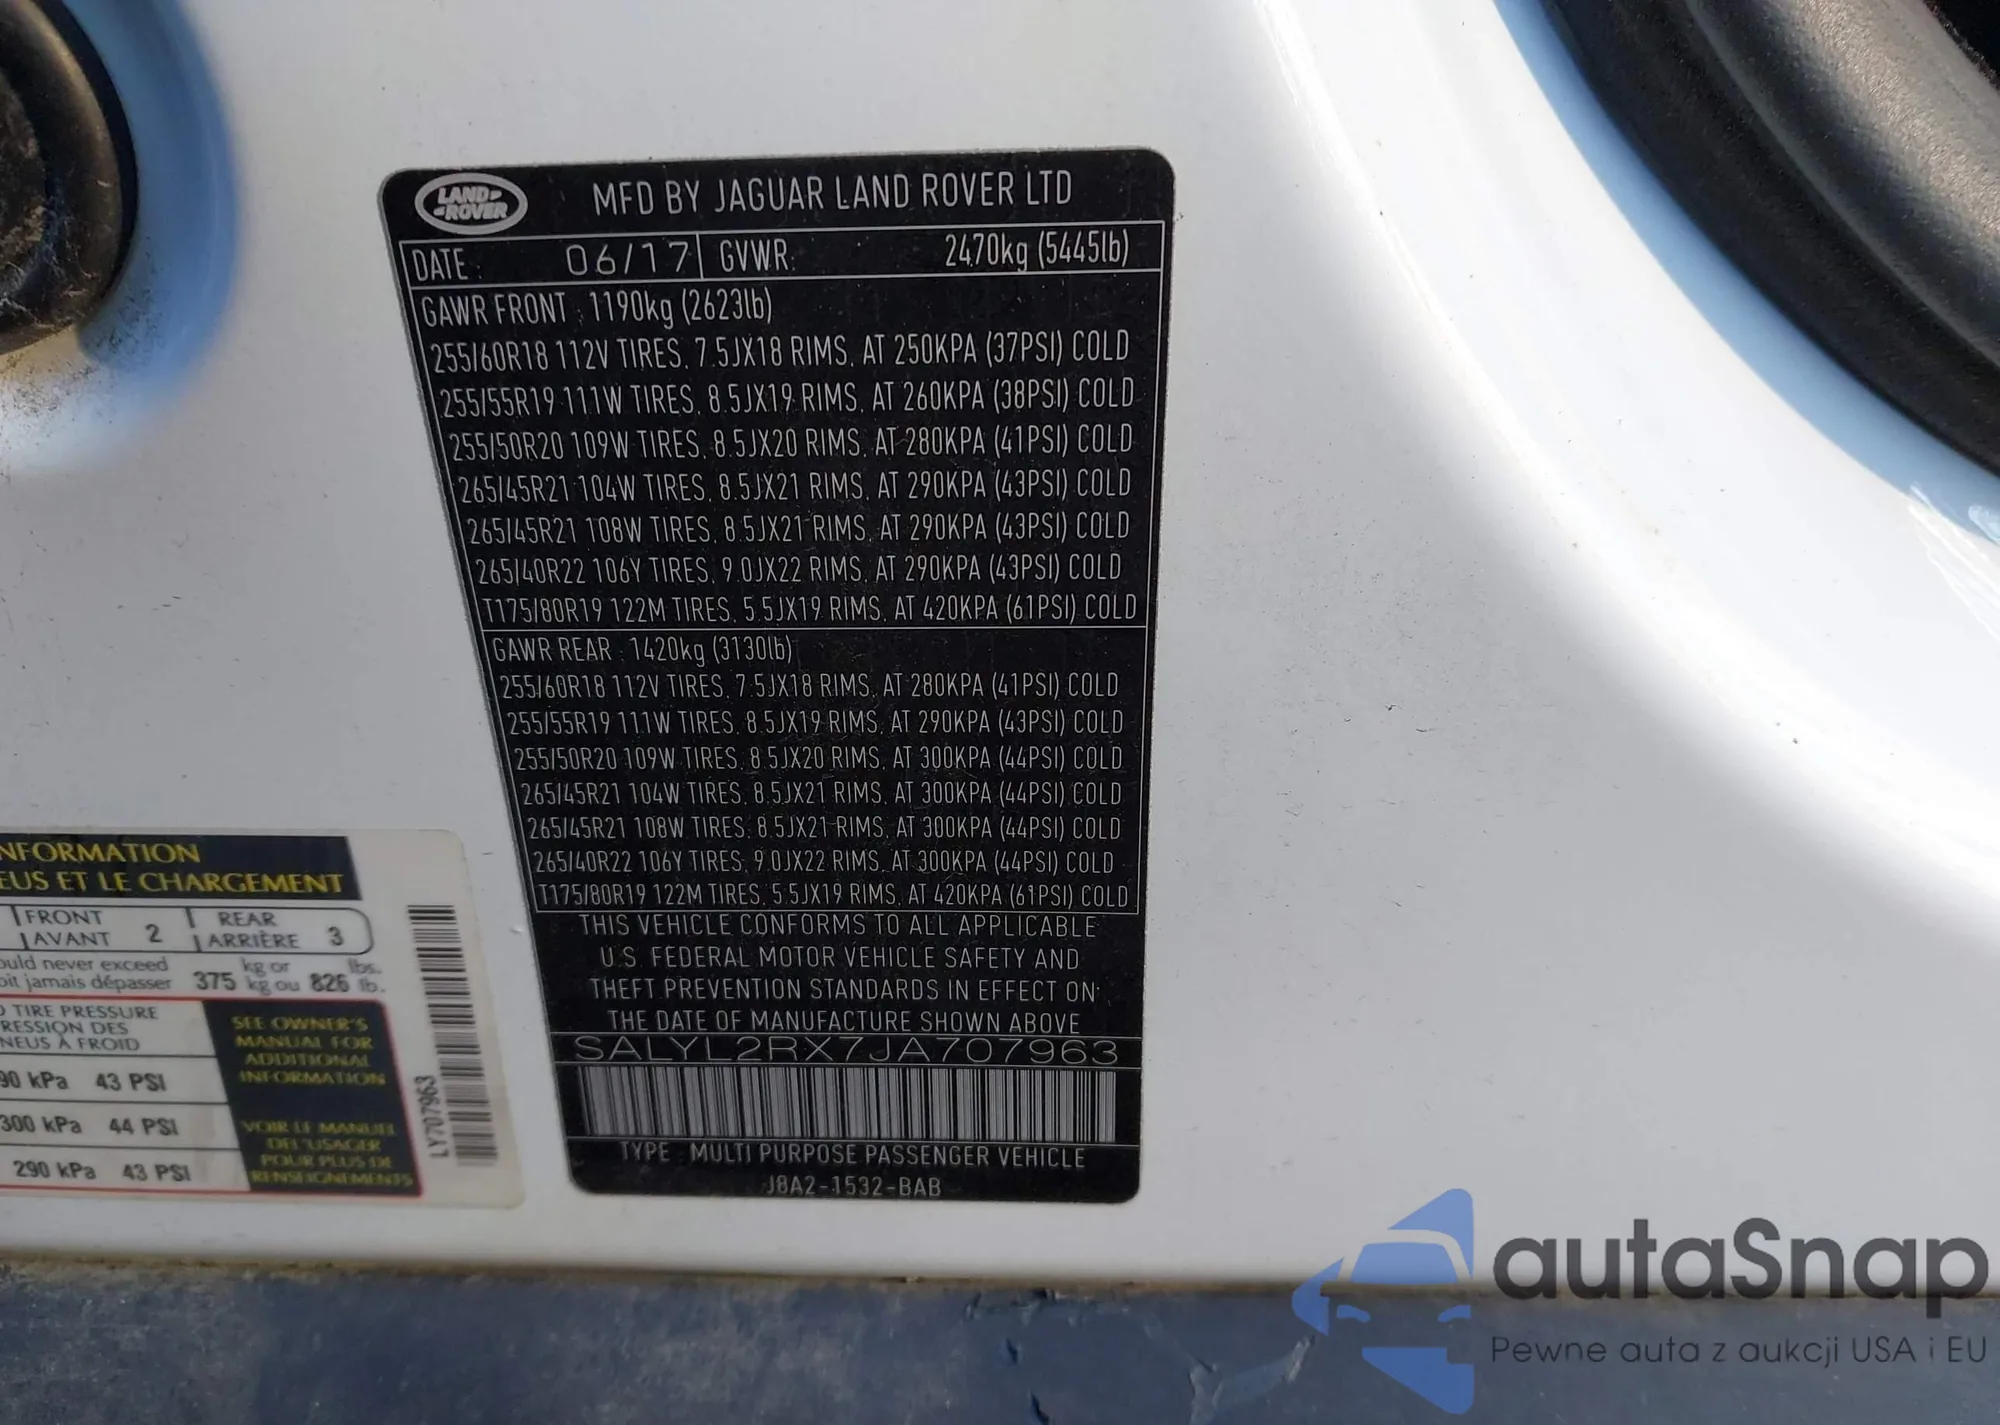 LAND ROVER
MFD BY JAGUAR LAND ROVER LTD
DATE: 06/17 GVWR: 2470kg (5445lb)
GAWR FRONT : 1190kg (2623lb)
255/60R18 112V TIRES, 7.5JX18 RIMS, AT 250KPA (37PSI) COLD
255/55R19 111W TIRES, 8.5JX19 RIMS, AT 260KPA (38PSI) COLD
255/50R20 109W TIRES, 8.5JX20 RIMS, AT 280KPA (41PSI) COLD
265/45R21 104W TIRES, 8.5JX21 RIMS, AT 290KPA (43PSI) COLD
265/45R21 108W TIRES, 8.5JX21 RIMS, AT 290KPA (43PSI) COLD
265/40R22 106Y TIRES, 9.0JX22 RIMS, AT 290KPA (43PSI) COLD
T175/80R19 122M TIRES, 5.5JX19 RIMS, AT 420KPA (61PSI) COLD
GAWR REAR : 1420kg (3130lb)
255/60R18 112V TIRES, 7.5JX18 RIMS, AT 280KPA (41PSI) COLD
255/55R19 111W TIRES, 8.5JX19 RIMS, AT 290KPA (43PSI) COLD
255/50R20 109W TIRES, 8.5JX20 RIMS, AT 300KPA (44PSI) COLD
265/45R21 104W TIRES, 8.5JX21 RIMS, AT 300KPA (44PSI) COLD
265/45R21 108W TIRES, 8.5JX21 RIMS, AT 300KPA (44PSI) COLD
265/40R22 106Y TIRES, 9.0JX22 RIMS, AT 300KPA (44PSI) COLD
T175/80R19 122M TIRES, 5.5JX19 RIMS, AT 420KPA (61PSI) COLD
THIS VEHICLE CONFORMS TO ALL APPLICABLE
U.S. FEDERAL MOTOR VEHICLE SAFETY AND
THEFT PREVENTION STANDARDS IN EFFECT ON
THE DATE OF MANUFACTURE SHOWN ABOVE
SALYL2RX7JA707963
TYPE : MULTI PURPOSE PASSENGER VEHICLE
J8A2-1532-BAB
NFORMATION
EUS ET LE CHARGEMENT
FRONT
AVANT 2
REAR
ARRIÈRE 3
ould never exceed
oit jamais dépasser 375 kg or
kg ou 826 lbs.
lb.
TIRE PRESSURE
RESSION DES
NEUS À FROID
90 kPa 43 PSI
300 kPa 44 PSI
290 kPa 43 PSI
SEE OWNER'S
MANUAL FOR
ADDITIONAL
INFORMATION
VOIR LE MANUEL
DE L'USAGER
POUR PLUS DE
RENSEIGNEMENTS
LY707963
autaSnap
Pewne auta z aukcji USA i EU